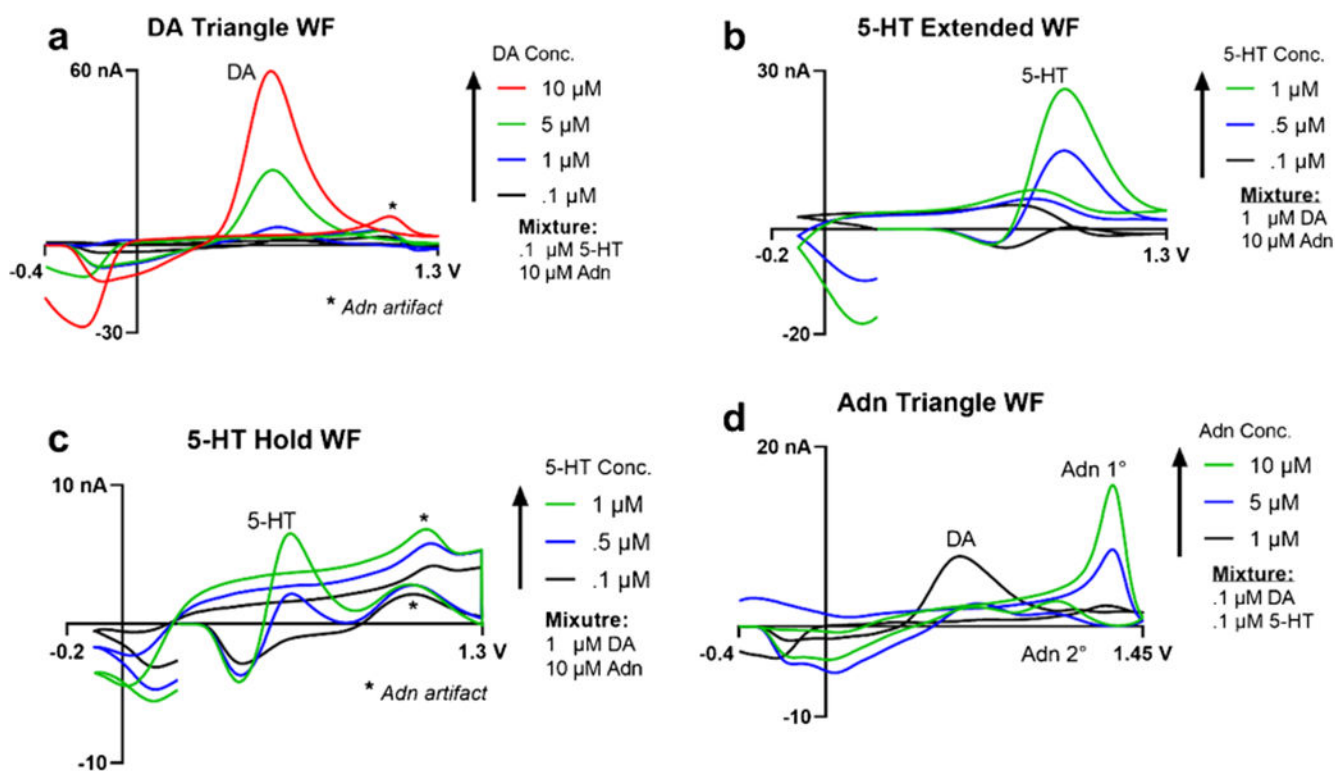 a
DA Triangle WF
60 nA
DA
*
-0.4
1.3 V
-30
* Adn artifact
DA Conc.
10 µM
5 µM
1 µM
.1 µM
Mixture:
.1 µM 5-HT
10 µM Adn
b
5-HT Extended WF
30 nA
5-HT
-0.2
1.3 V
-20
5-HT Conc.
1 µM
.5 µM
.1 µM
Mixture:
1 µM DA
10 µM Adn
c
5-HT Hold WF
10 nA
5-HT
*
*
-0.2
1.3 V
-10
* Adn artifact
5-HT Conc.
1 µM
.5 µM
.1 µM
Mixutre:
1 µM DA
10 µM Adn
d
Adn Triangle WF
20 nA
Adn 1°
DA
-0.4
Adn 2°
1.45 V
-10
Adn Conc.
10 µM
5 µM
1 µM
Mixture:
.1 µM DA
.1 µM 5-HT